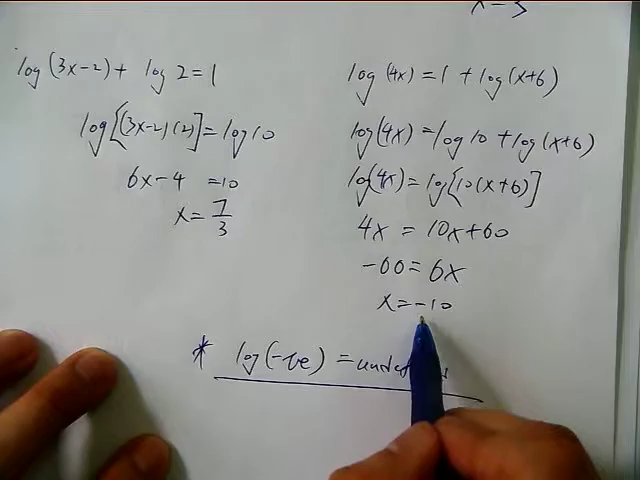 x=3
log(3x-2) + log 2 = 1
log[(3x-2)(2)] = log 10
6x-4 = 10
x = 7/3
log(4x) = 1 + log(x+6)
log(4x) = log 10 + log(x+6)
log(4x) = log[10(x+6)]
4x = 10x+60
-60 = 6x
x = -10
* log(-ve) =